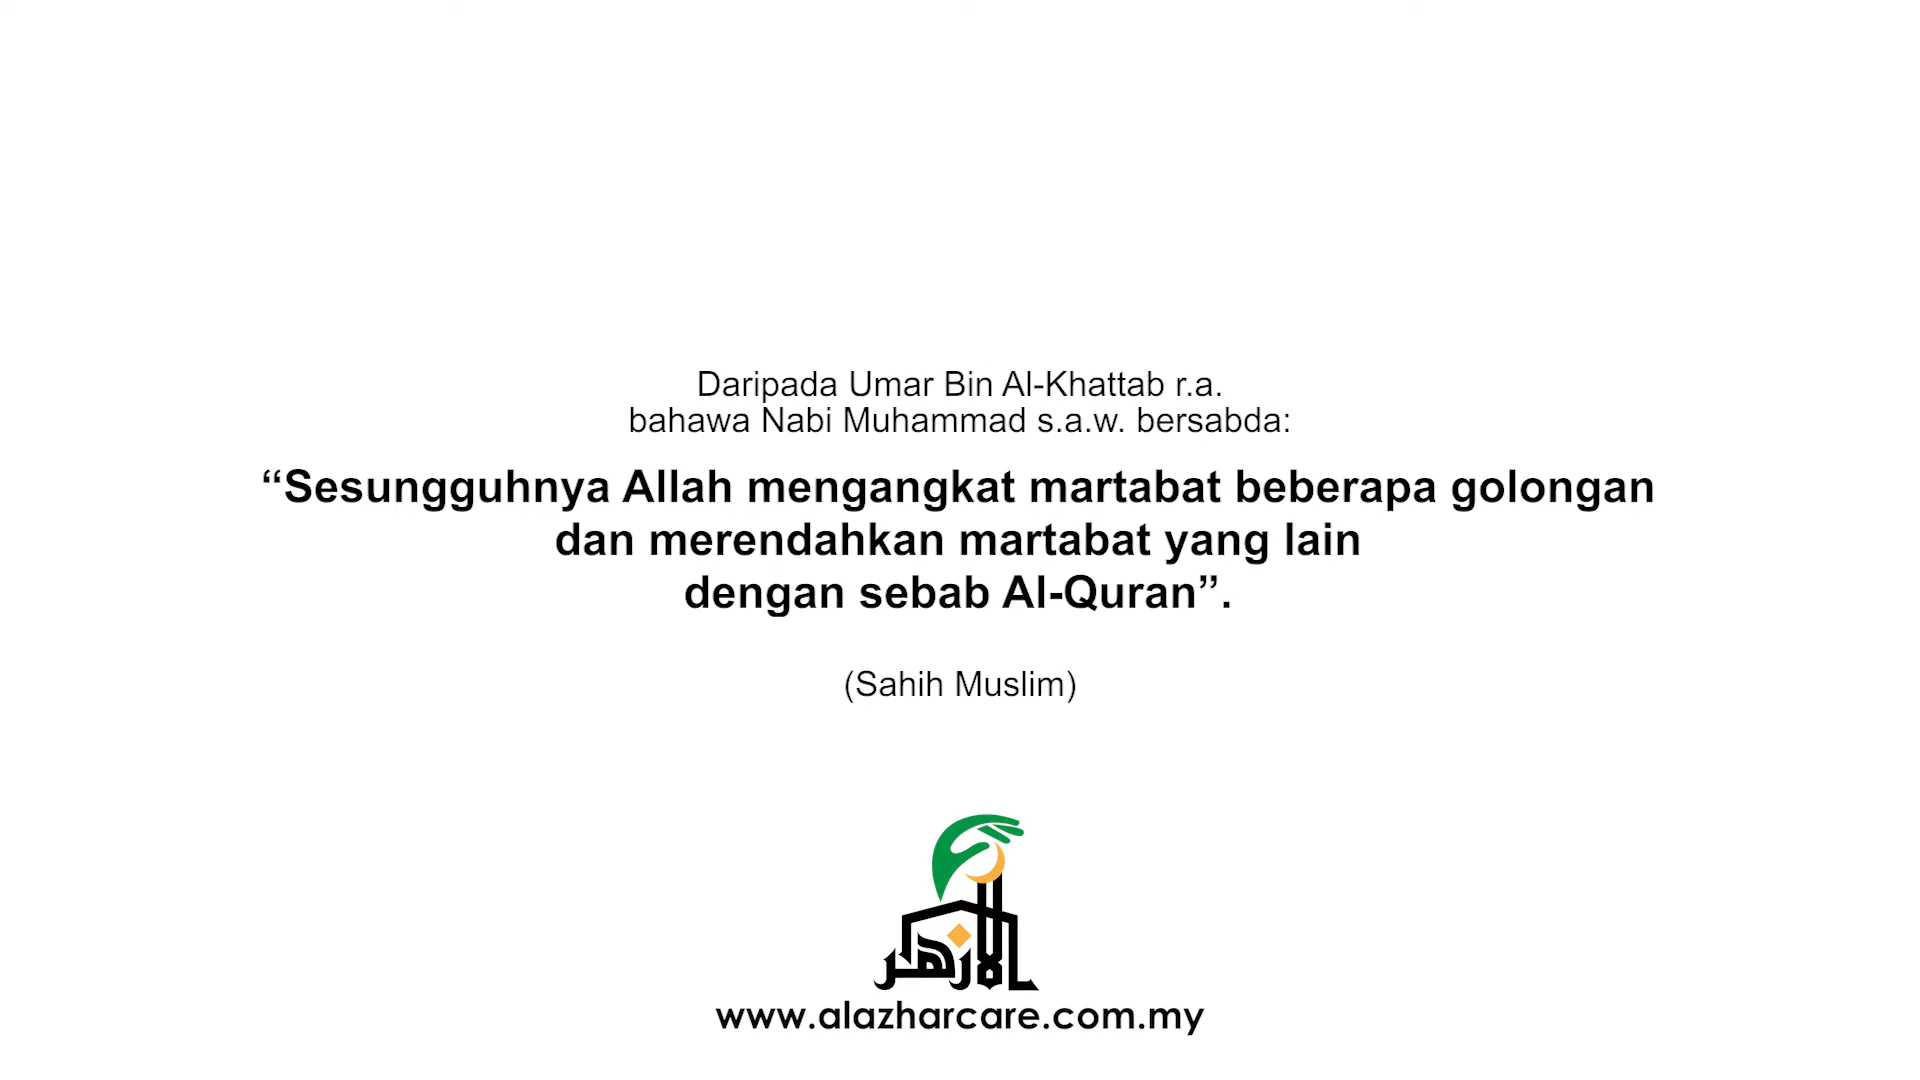 Daripada Umar Bin Al-Khattab r.a.
bahawa Nabi Muhammad s.a.w. bersabda:
“Sesungguhnya Allah mengangkat martabat beberapa golongan
dan merendahkan martabat yang lain
dengan sebab Al-Quran”.
(Sahih Muslim)
الازهر
www.alazharcare.com.my